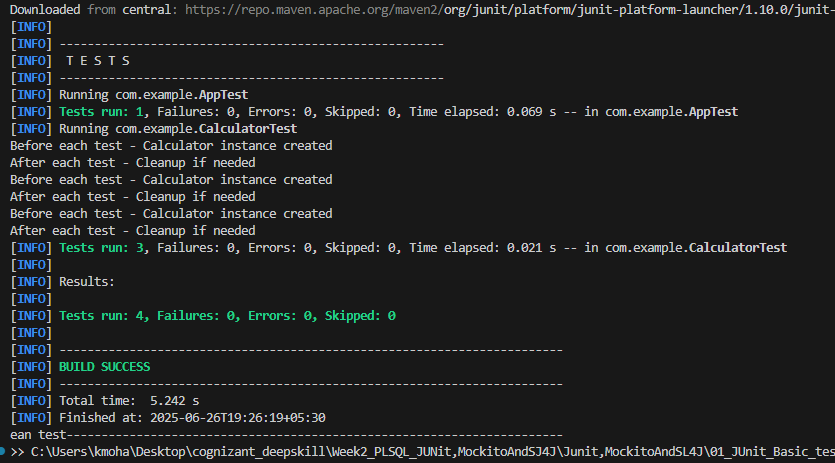 Downloaded from central: https://repo.maven.apache.org/maven2/org/junit/platform/junit-platform-launcher/1.10.0/junit-
[INFO]
[INFO] -------------------------------------------------------
[INFO]  T E S T S
[INFO] -------------------------------------------------------
[INFO] Running com.example.AppTest
[INFO] Tests run: 1, Failures: 0, Errors: 0, Skipped: 0, Time elapsed: 0.069 s -- in com.example.AppTest
[INFO] Running com.example.CalculatorTest
Before each test - Calculator instance created
After each test - Cleanup if needed
Before each test - Calculator instance created
After each test - Cleanup if needed
Before each test - Calculator instance created
After each test - Cleanup if needed
[INFO] Tests run: 3, Failures: 0, Errors: 0, Skipped: 0, Time elapsed: 0.021 s -- in com.example.CalculatorTest
[INFO]
[INFO] Results:
[INFO]
[INFO] Tests run: 4, Failures: 0, Errors: 0, Skipped: 0
[INFO]
[INFO] ------------------------------------------------------------------------
[INFO] BUILD SUCCESS
[INFO] ------------------------------------------------------------------------
[INFO] Total time:  5.242 s
[INFO] Finished at: 2025-06-26T19:26:19+05:30
ean test-----------------------------------------------------------------------
>> C:\Users\kmoha\Desktop\cognizant_deepskill\Week2_PLSQL_JUNit,MockitoAndSJ4J\Junit,MockitoAndSL4J\01_JUnit_Basic_tes